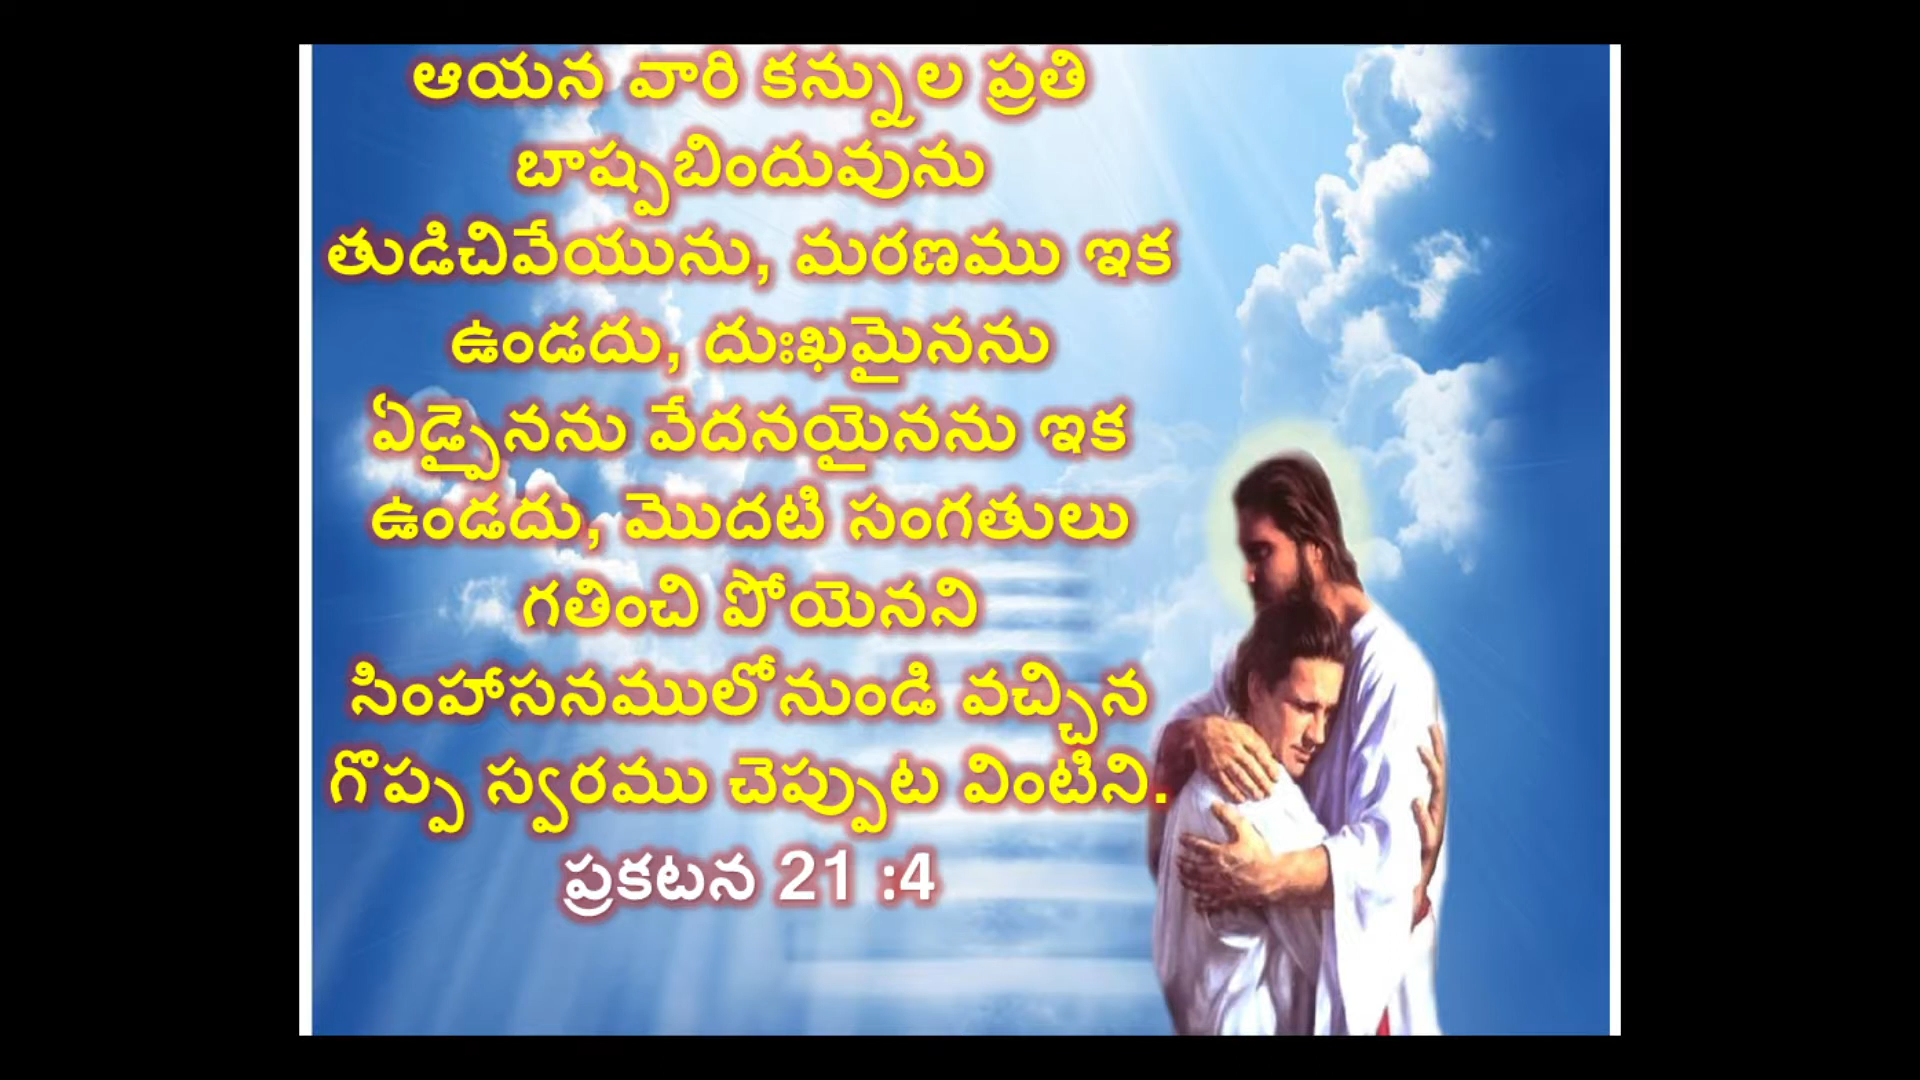 ఆయన వారి కన్నుల ప్రతి
బాష్పబిందువును
తుడిచివేయును, మరణము ఇక
ఉండదు, దుఃఖమైనను
ఏడ్పైనను వేదనయైనను ఇక
ఉండదు, మొదటి సంగతులు
గతించి పోయెనని
సింహాసనములోనుండి వచ్చిన
గొప్ప స్వరము చెప్పుట వింటిని.
ప్రకటన 21 :4